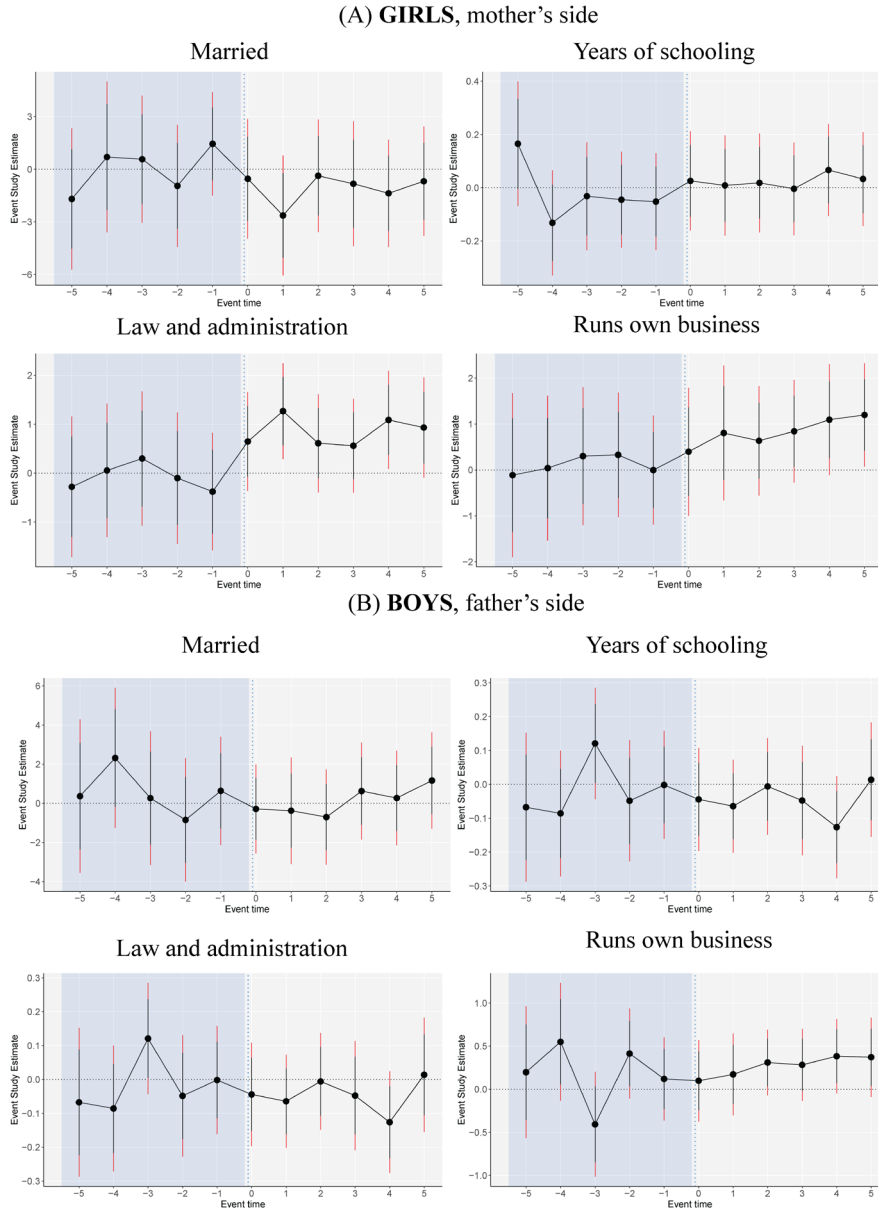 (A) GIRLS, mother's side
Married
Years of schooling
Event Study Estimate
3
0
−3
−6
−5 −4 −3 −2 −1 0 1 2 3 4 5
Event time
Event Study Estimate
0.4
0.2
0.0
−0.2
−5 −4 −3 −2 −1 0 1 2 3 4 5
Event time
Law and administration
Runs own business
Event Study Estimate
2
1
0
−1
−5 −4 −3 −2 −1 0 1 2 3 4 5
Event time
Event Study Estimate
2
1
0
−1
−2
−5 −4 −3 −2 −1 0 1 2 3 4 5
Event time
(B) BOYS, father's side
Married
Years of schooling
Event Study Estimate
6
4
2
0
−2
−4
−5 −4 −3 −2 −1 0 1 2 3 4 5
Event time
Event Study Estimate
0.3
0.2
0.1
0.0
−0.1
−0.2
−0.3
−5 −4 −3 −2 −1 0 1 2 3 4 5
Event time
Law and administration
Runs own business
Event Study Estimate
0.3
0.2
0.1
0.0
−0.1
−0.2
−0.3
−5 −4 −3 −2 −1 0 1 2 3 4 5
Event time
Event Study Estimate
1.0
0.5
0.0
−0.5
−1.0
−5 −4 −3 −2 −1 0 1 2 3 4 5
Event time